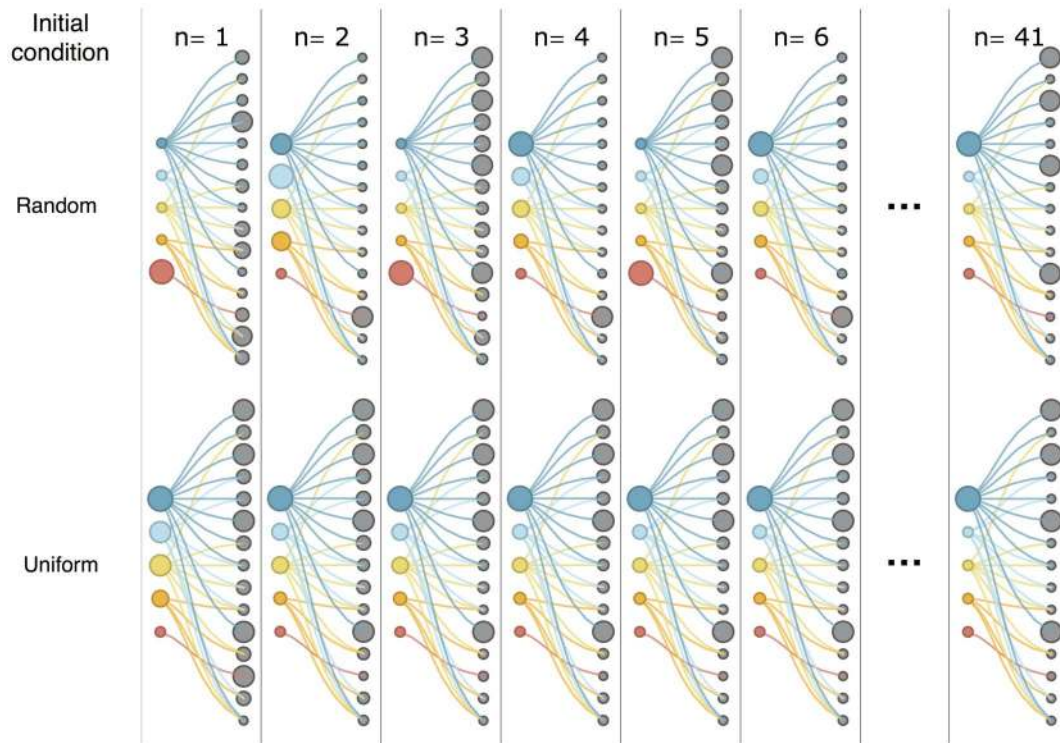 Initial
condition
n= 1 n= 2 n= 3 n= 4 n= 5 n= 6 n= 41
Random
...
Uniform
...